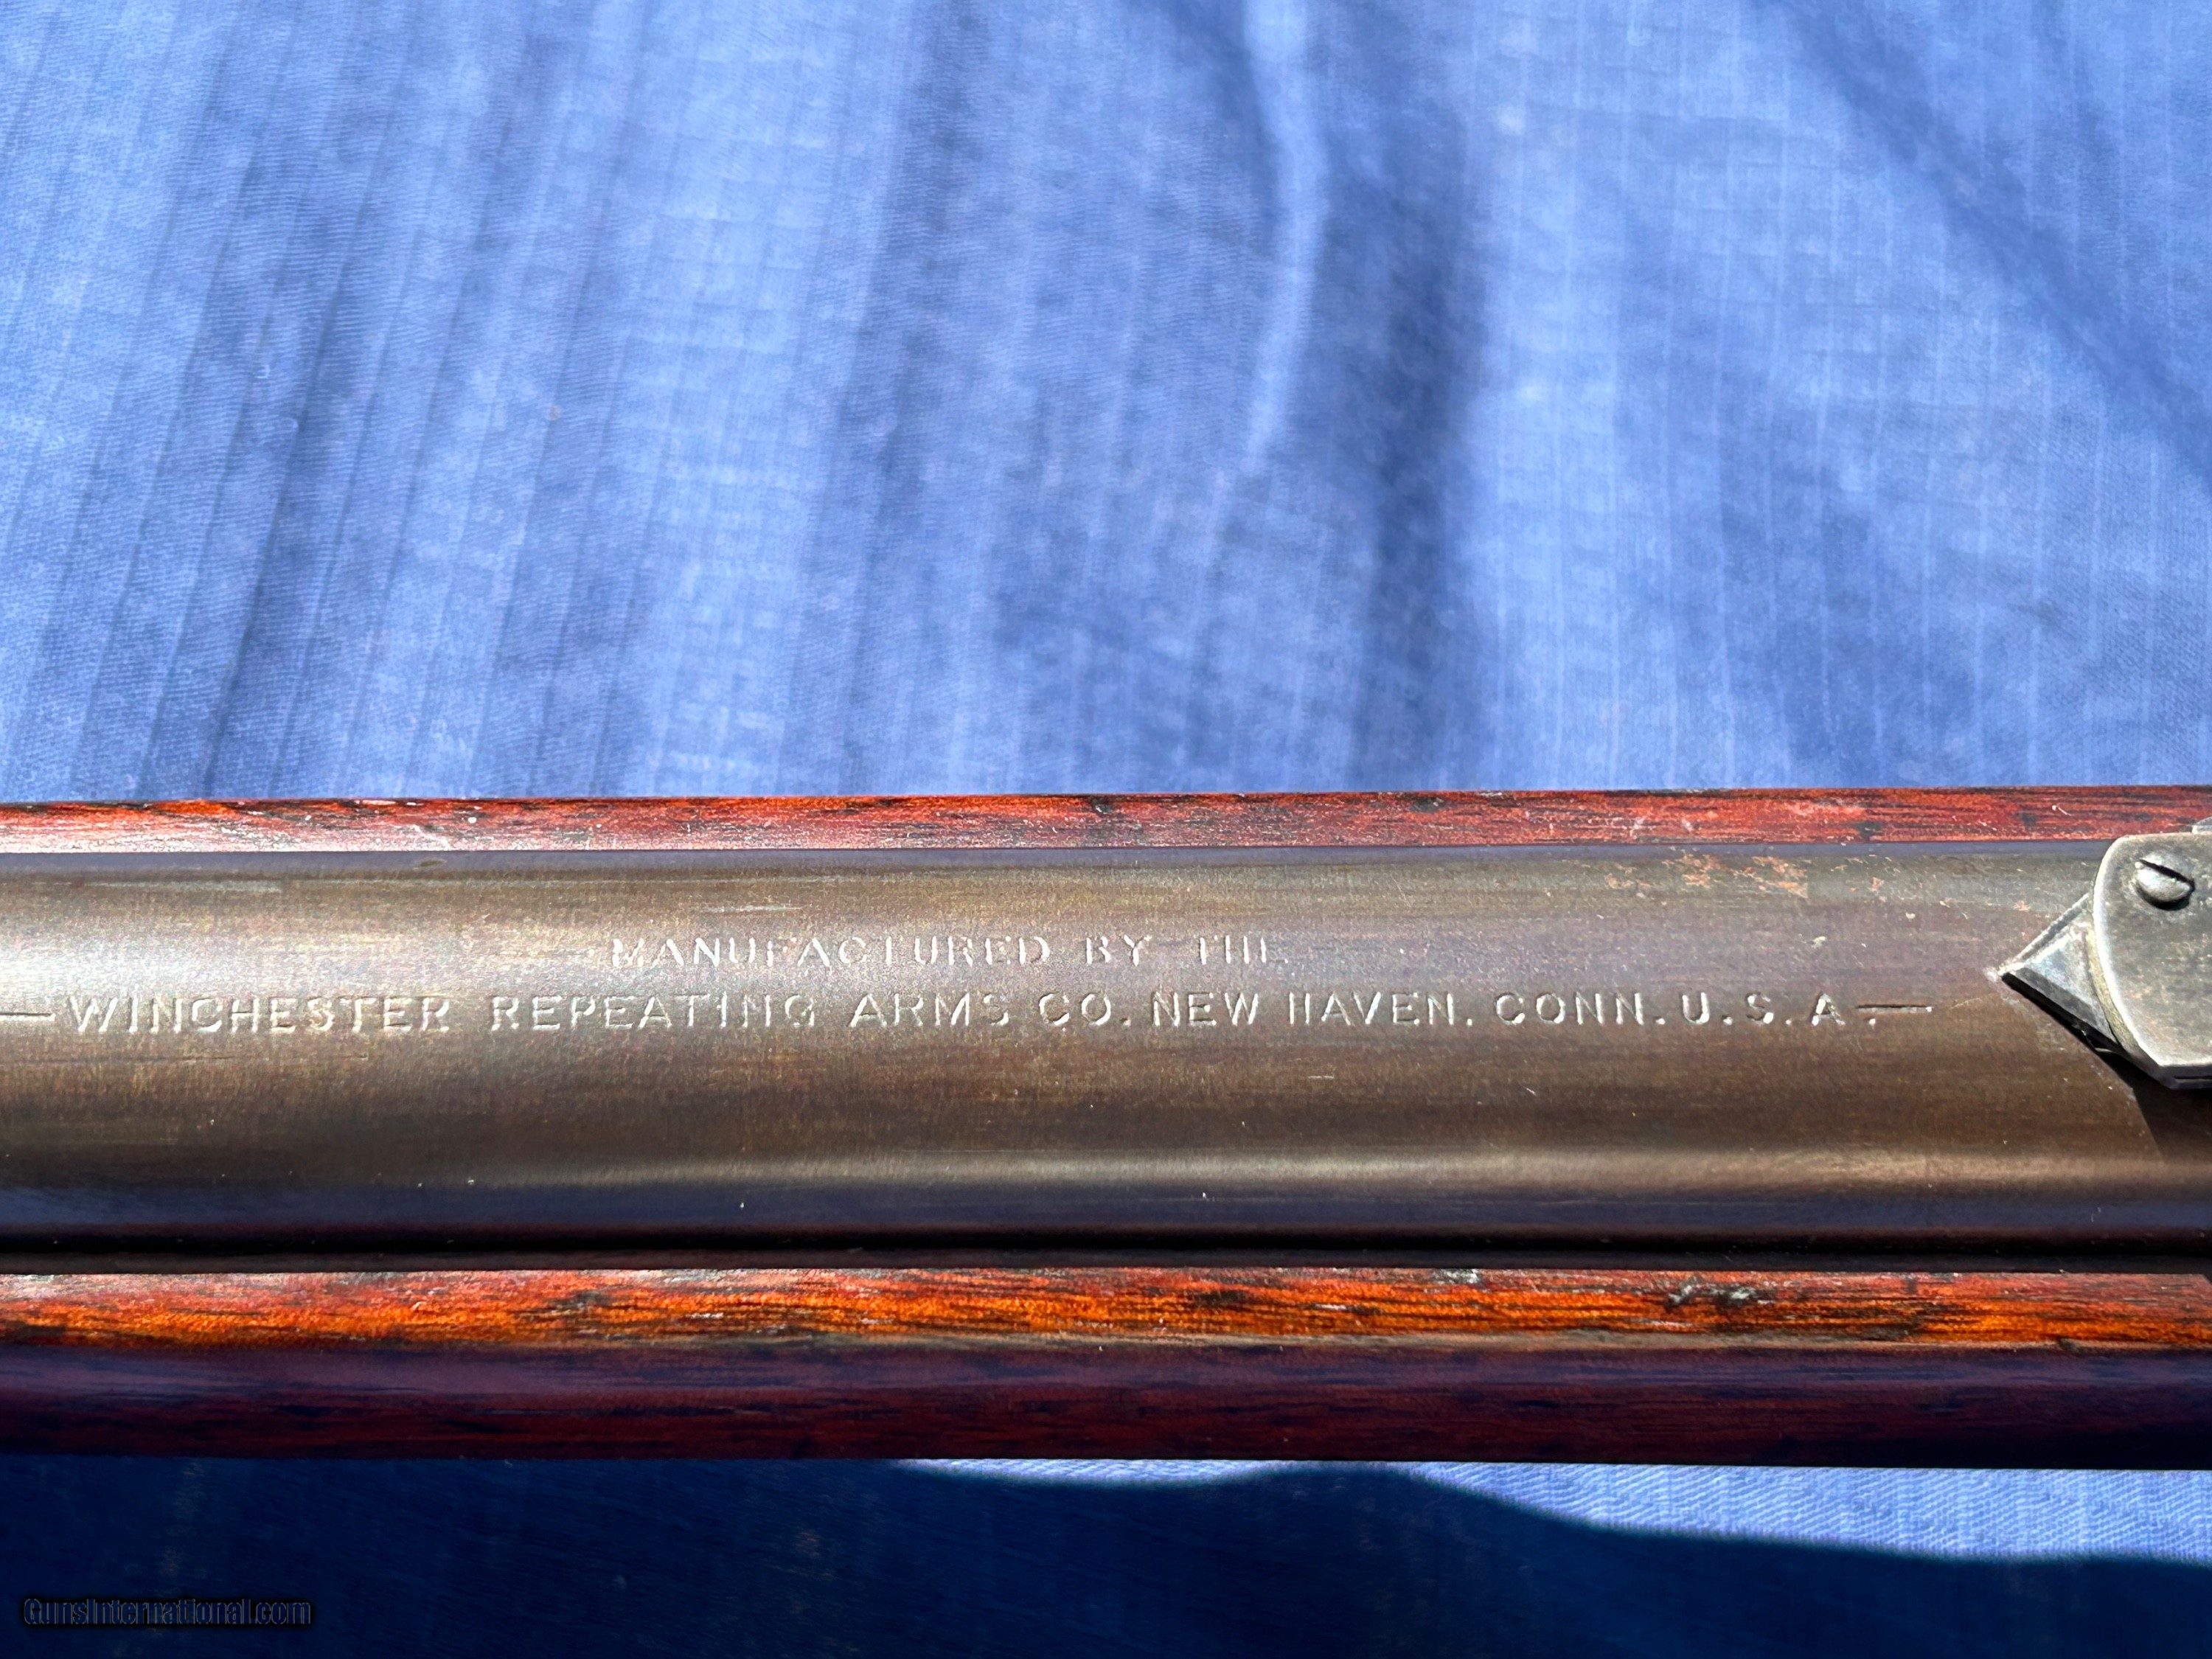 MANUFACTURED BY THE
—WINCHESTER REPEATING ARMS CO. NEW HAVEN. CONN. U.S.A.—
GunsInternational.com